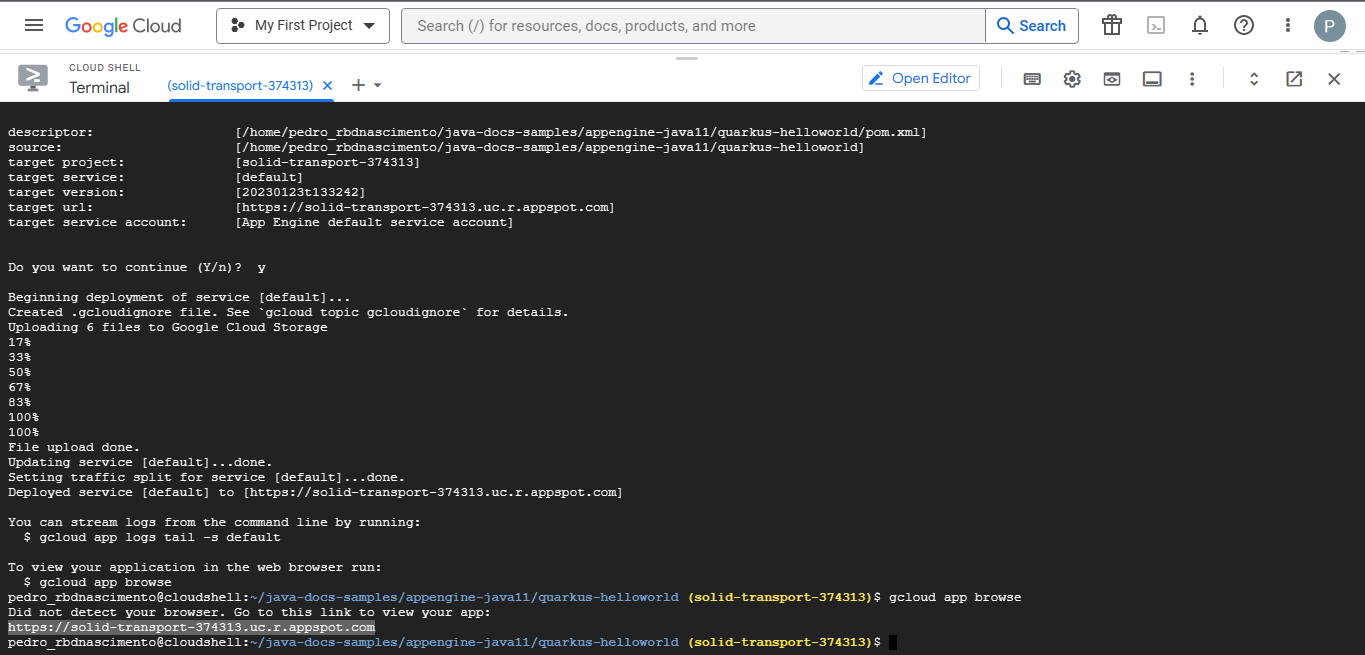 Google Cloud
My First Project
Search (/) for resources, docs, products, and more
Search
P
CLOUD SHELL
Terminal
(solid-transport-374313)
Open Editor
descriptor: [/home/pedro_rbdnascimento/java-docs-samples/appengine-java11/quarkus-helloworld/pom.xml]
source: [/home/pedro_rbdnascimento/java-docs-samples/appengine-java11/quarkus-helloworld]
target project: [solid-transport-374313]
target service: [default]
target version: [20230123t133242]
target url: [https://solid-transport-374313.uc.r.appspot.com]
target service account: [App Engine default service account]
Do you want to continue (Y/n)? y
Beginning deployment of service [default]...
Created .gcloudignore file. See `gcloud topic gcloudignore` for details.
Uploading 6 files to Google Cloud Storage
17%
33%
50%
67%
83%
100%
100%
File upload done.
Updating service [default]...done.
Setting traffic split for service [default]...done.
Deployed service [default] to [https://solid-transport-374313.uc.r.appspot.com]
You can stream logs from the command line by running:
$ gcloud app logs tail -s default
To view your application in the web browser run:
$ gcloud app browse
pedro_rbdnascimento@cloudshell:~/java-docs-samples/appengine-java11/quarkus-helloworld (solid-transport-374313)$ gcloud app browse
Did not detect your browser. Go to this link to view your app:
https://solid-transport-374313.uc.r.appspot.com
pedro_rbdnascimento@cloudshell:~/java-docs-samples/appengine-java11/quarkus-helloworld (solid-transport-374313)$